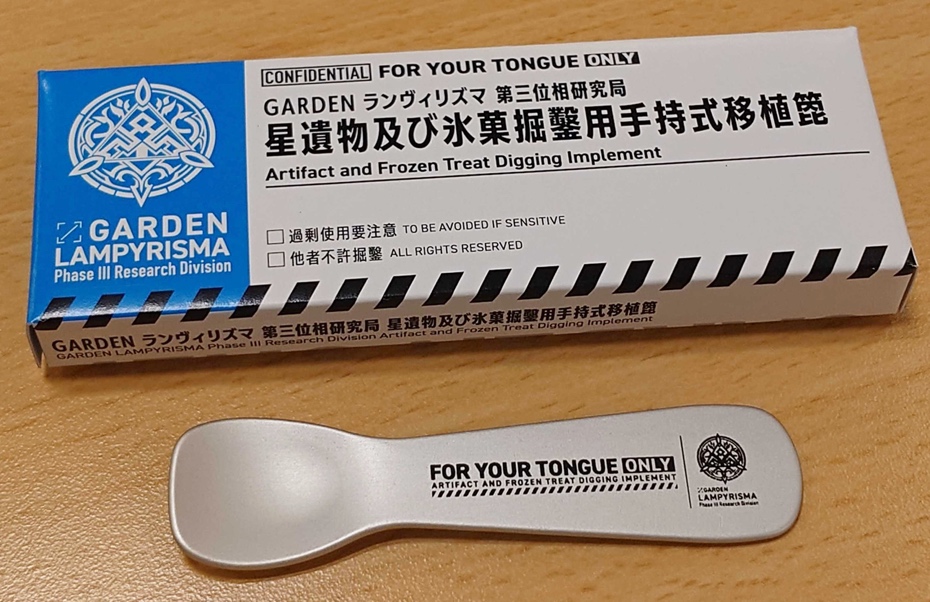 CONFIDENTIAL FOR YOUR TONGUE ONLY
GARDEN ランヴィリズマ 第三位相研究局
星遺物及び氷菓掘鑿用手持式移植篦
Artifact and Frozen Treat Digging Implement
過剰使用要注意 TO BE AVOIDED IF SENSITIVE
他者不許掘鑿 ALL RIGHTS RESERVED
GARDEN
LAMPYRISMA
Phase III Research Division
GARDEN ランヴィリズマ 第三位相研究局 星遺物及び氷菓掘鑿用手持式移植篦
GARDEN LAMPYRISMA Phase III Research Division Artifact and Frozen Treat Digging Implement
FOR YOUR TONGUE ONLY
ARTIFACT AND FROZEN TREAT DIGGING IMPLEMENT
GARDEN
LAMPYRISMA
Phase III Research Division